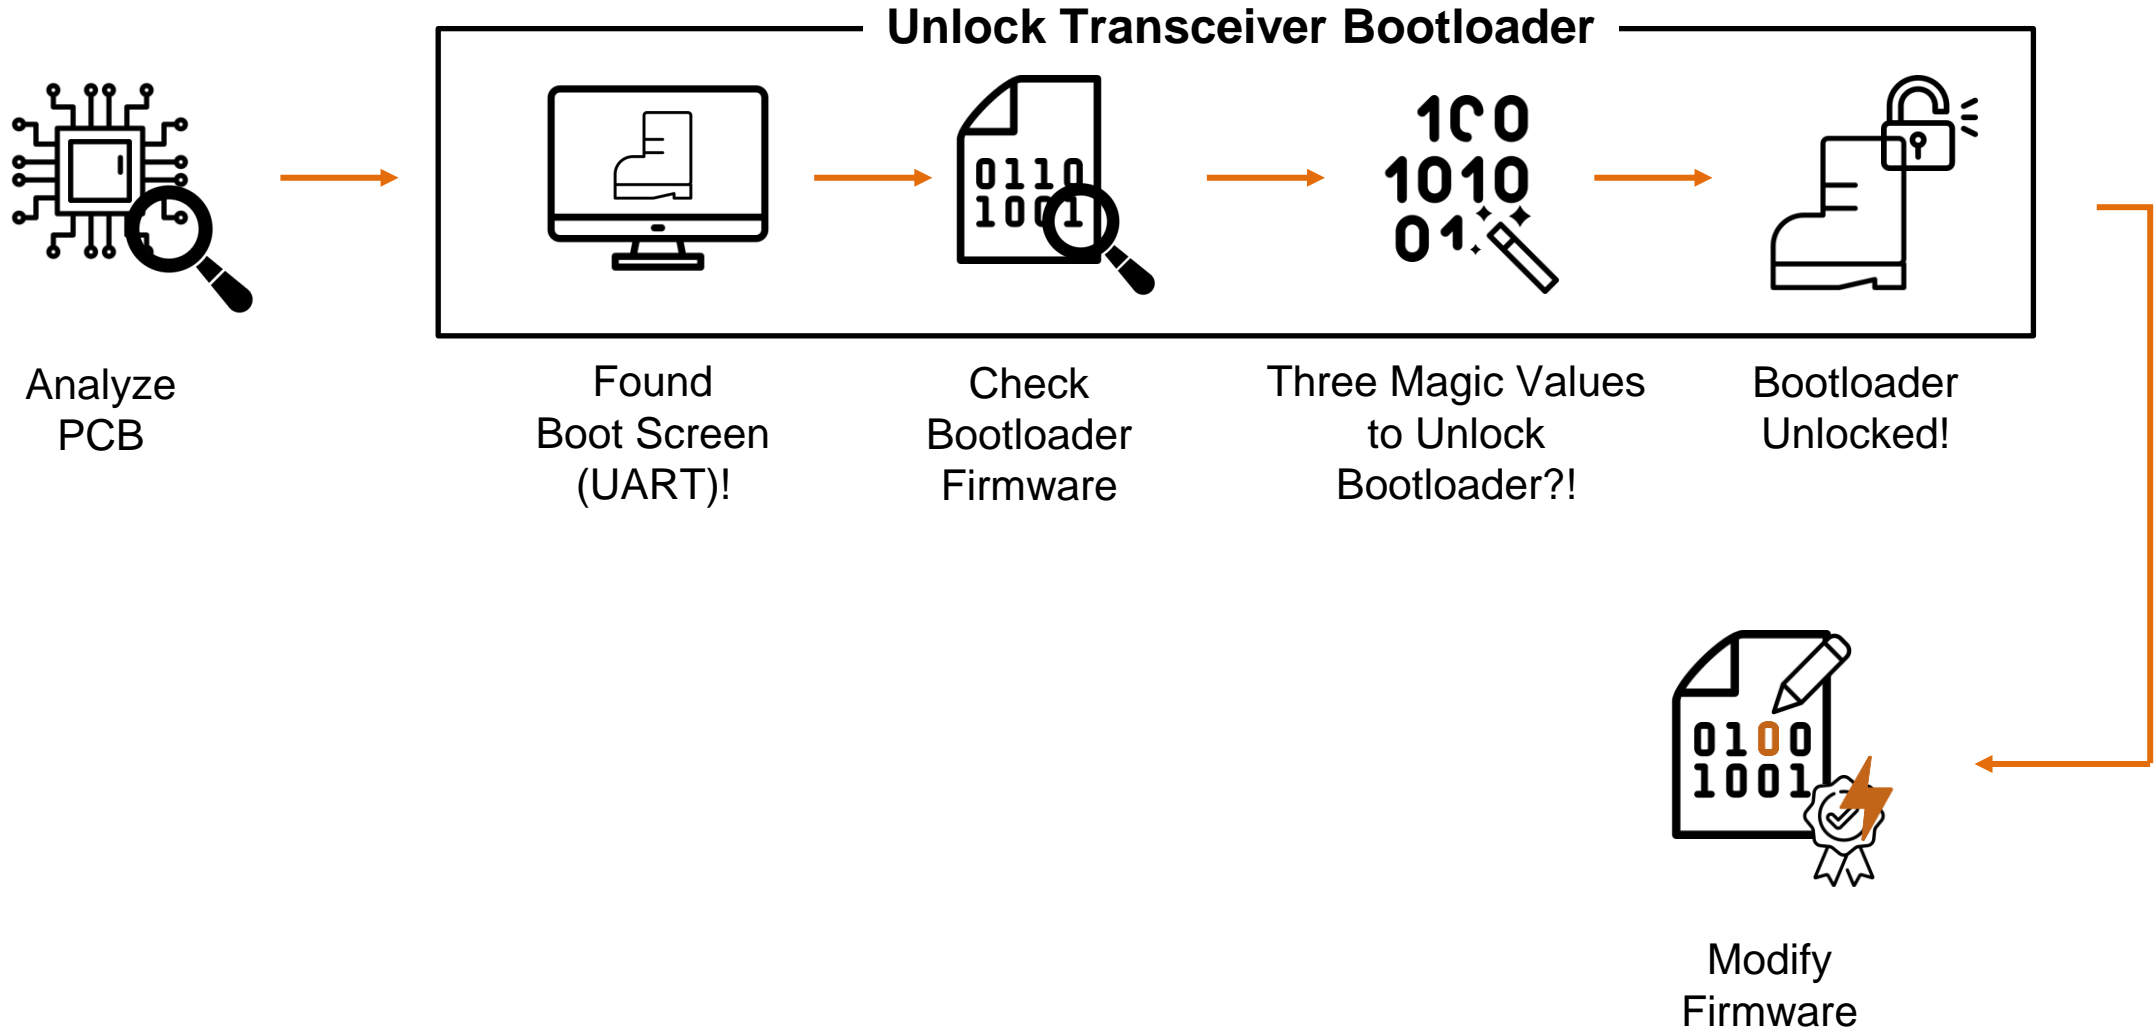 Unlock Transceiver Bootloader
Analyze
PCB
Found
Boot Screen
(UART)!
0110
1001
Check
Bootloader
Firmware
100
1010
01
Three Magic Values
to Unlock
Bootloader?!
Bootloader
Unlocked!
0100
1001
Modify
Firmware